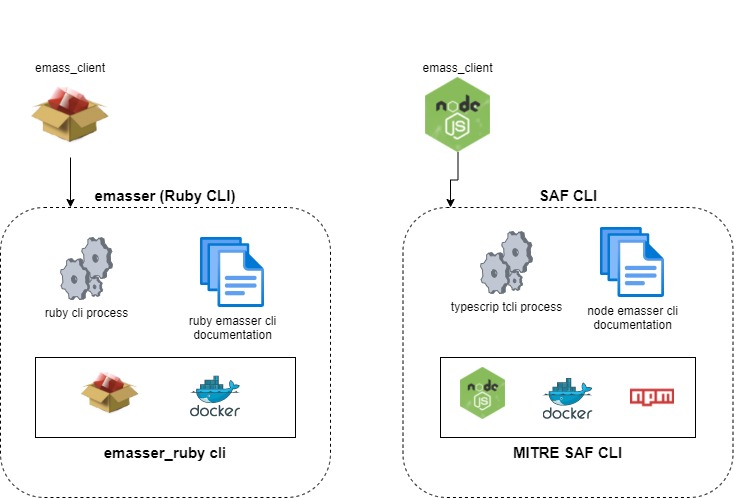 emass_client
emass_client
node
JS
emasser (Ruby CLI)
SAF CLI
ruby cli process
ruby emasser cli
documentation
typescrip tcli process
node emasser cli
documentation
docker
node
JS
docker
npm
emasser_ruby cli
MITRE SAF CLI